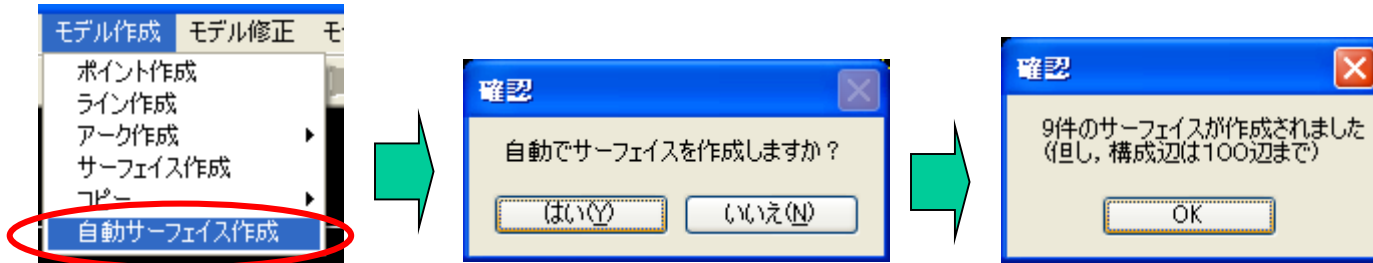 モデル作成 モデル修正 モ
ポイント作成
ライン作成
アーク作成
サーフェイス作成
コピー
自動サーフェイス作成
確認
自動でサーフェイスを作成しますか?
はい(Y) いいえ(N)
確認
9件のサーフェイスが作成されました
(但し,構成辺は100辺まで)
OK